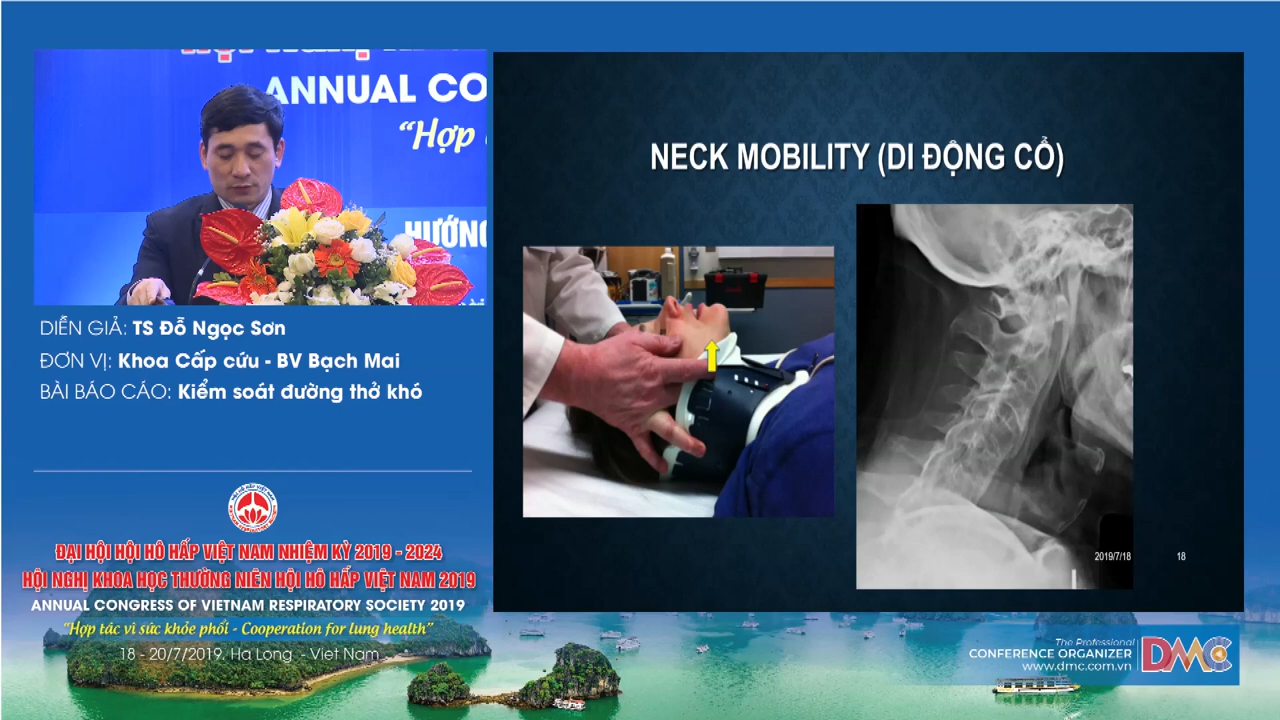 ANNUAL CO
“Hợp
HƯỚNG
DIỄN GIẢ: TS Đỗ Ngọc Sơn
ĐƠN VỊ: Khoa Cấp cứu - BV Bạch Mai
BÀI BÁO CÁO: Kiểm soát đường thở khó
ĐẠI HỘI HỘI HÔ HẤP VIỆT NAM NHIỆM KỲ 2019 - 2024
HỘI NGHỊ KHOA HỌC THƯỜNG NIÊN HỘI HÔ HẤP VIỆT NAM 2019
ANNUAL CONGRESS OF VIETNAM RESPIRATORY SOCIETY 2019
“Hợp tác vì sức khỏe phổi - Cooperation for lung health”
18 - 20/7/2019. Ha Long - Viet Nam
NECK MOBILITY (DI ĐỘNG CỔ)
2019/7/18
18
The Professional
CONFERENCE ORGANIZER
www.dmc.com.vn
DMC